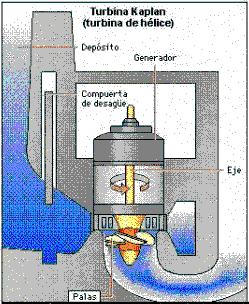 Turbina Kaplan
(turbina de hélice)
Depósito
Generador
Compuerta
de desagüe
Eje
Palas